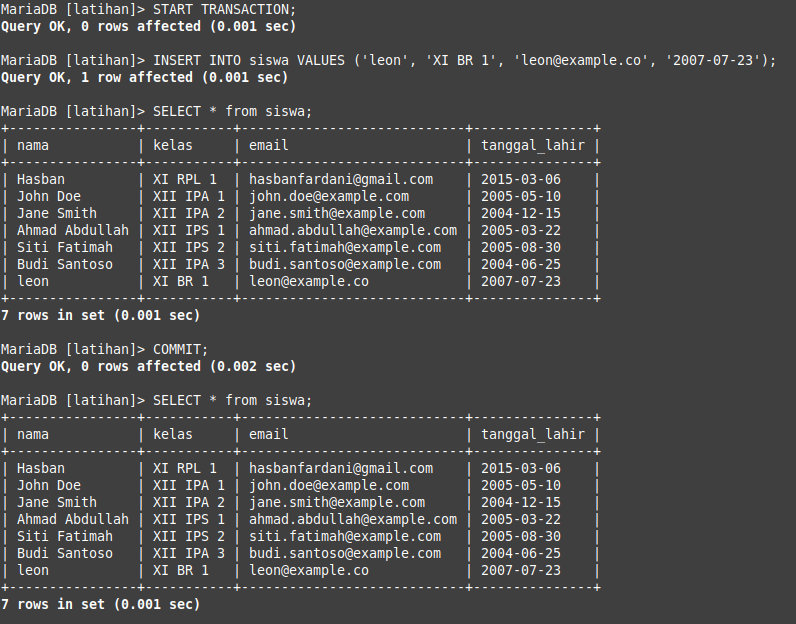 MariaDB [latihan]> START TRANSACTION;
Query OK, 0 rows affected (0.001 sec)

MariaDB [latihan]> INSERT INTO siswa VALUES ('leon', 'XI BR 1', 'leon@example.co', '2007-07-23');
Query OK, 1 row affected (0.001 sec)

MariaDB [latihan]> SELECT * from siswa;
+----------------+-----------+----------------------------+---------------+
| nama           | kelas     | email                      | tanggal_lahir |
+----------------+-----------+----------------------------+---------------+
| Hasban         | XI RPL 1  | hasbanfardani@gmail.com    | 2015-03-06    |
| John Doe       | XII IPA 1 | john.doe@example.com       | 2005-05-10    |
| Jane Smith     | XII IPA 2 | jane.smith@example.com     | 2004-12-15    |
| Ahmad Abdullah | XII IPS 1 | ahmad.abdullah@example.com | 2005-03-22    |
| Siti Fatimah   | XII IPS 2 | siti.fatimah@example.com   | 2005-08-30    |
| Budi Santoso   | XII IPA 3 | budi.santoso@example.com   | 2004-06-25    |
| leon           | XI BR 1   | leon@example.co            | 2007-07-23    |
+----------------+-----------+----------------------------+---------------+
7 rows in set (0.001 sec)

MariaDB [latihan]> COMMIT;
Query OK, 0 rows affected (0.002 sec)

MariaDB [latihan]> SELECT * from siswa;
+----------------+-----------+----------------------------+---------------+
| nama           | kelas     | email                      | tanggal_lahir |
+----------------+-----------+----------------------------+---------------+
| Hasban         | XI RPL 1  | hasbanfardani@gmail.com    | 2015-03-06    |
| John Doe       | XII IPA 1 | john.doe@example.com       | 2005-05-10    |
| Jane Smith     | XII IPA 2 | jane.smith@example.com     | 2004-12-15    |
| Ahmad Abdullah | XII IPS 1 | ahmad.abdullah@example.com | 2005-03-22    |
| Siti Fatimah   | XII IPS 2 | siti.fatimah@example.com   | 2005-08-30    |
| Budi Santoso   | XII IPA 3 | budi.santoso@example.com   | 2004-06-25    |
| leon           | XI BR 1   | leon@example.co            | 2007-07-23    |
+----------------+-----------+----------------------------+---------------+
7 rows in set (0.001 sec)